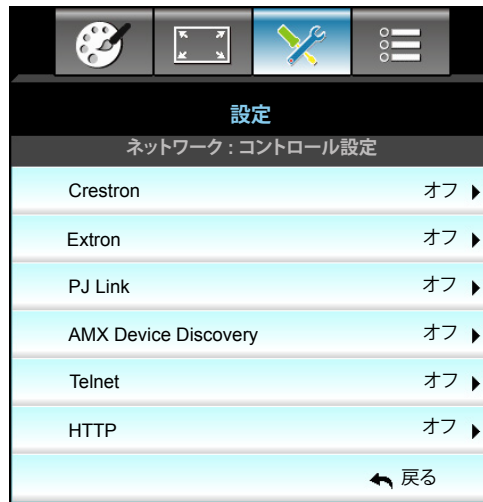 設定
ネットワーク : コントロール設定
Crestron オフ
Extron オフ
PJ Link オフ
AMX Device Discovery オフ
Telnet オフ
HTTP オフ
戻る